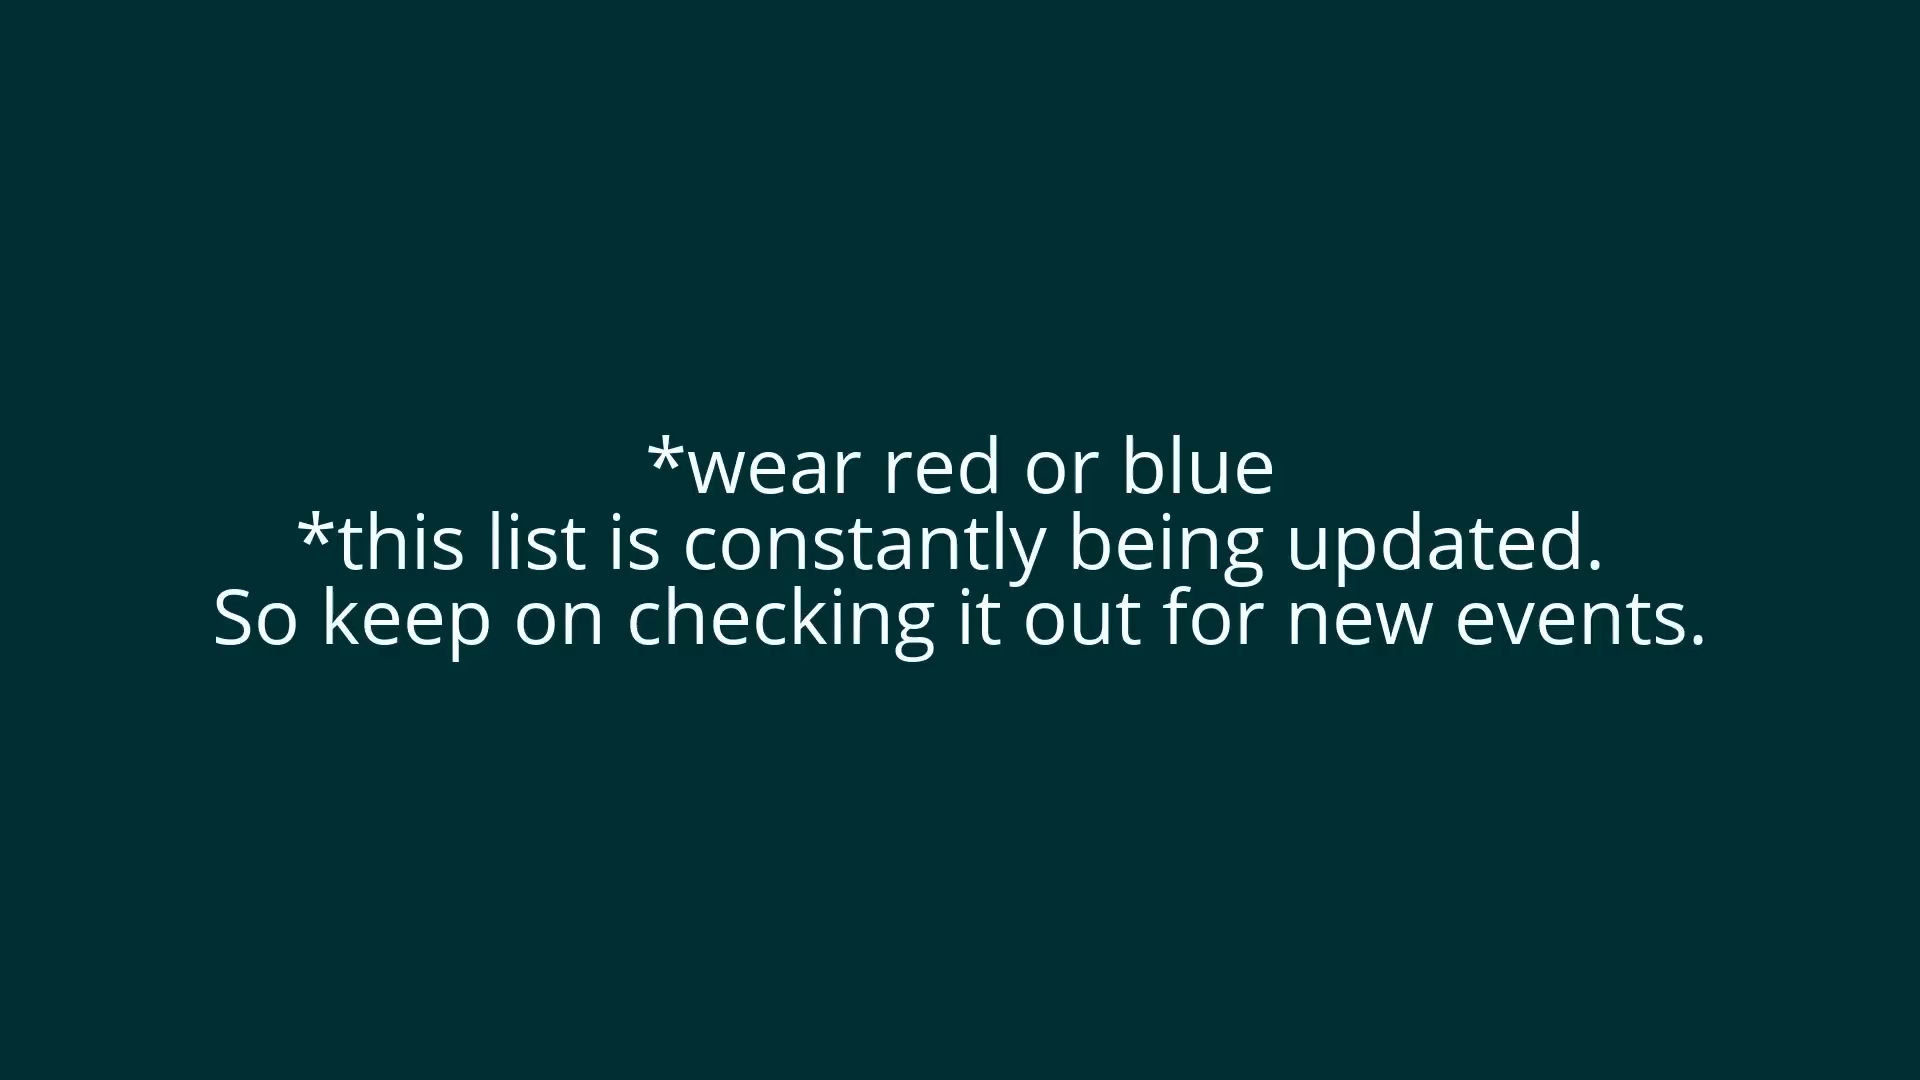 *wear red or blue
*this list is constantly being updated.
So keep on checking it out for new events.